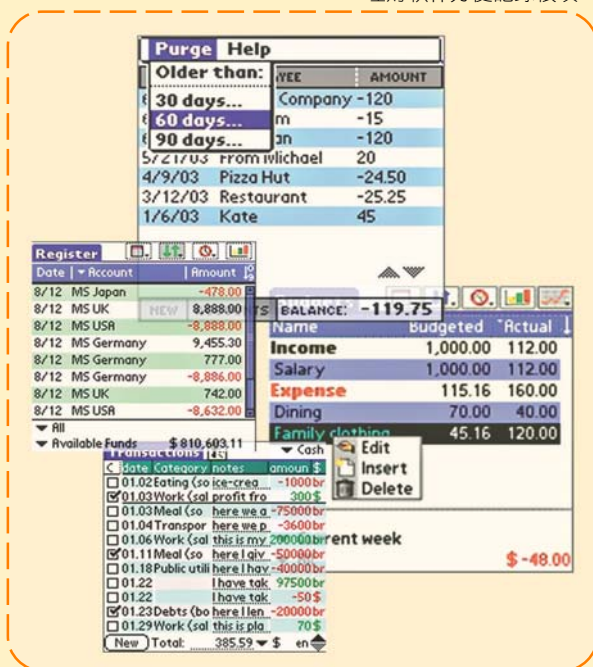 Purge Help
Older than:
YEE AMOUNT
30 days...
Company -120
60 days...
m -15
90 days...
an -120
5/21/03 From Michael 20
4/9/03 Pizza Hut -24.50
3/12/03 Restaurant -25.25
1/6/03 Kate 45
NEW TS BALANCE: -119.75
Register
Date Account Amount
8/12 MS Japan -478.00
8/12 MS UK 8,888.00
8/12 MS USA -8,888.00
8/12 MS Germany 9,455.30
8/12 MS Germany 777.00
8/12 MS Germany -8,886.00
8/12 MS UK 742.00
8/12 MS USA -8,632.00
All
Available Funds $ 810,603.11
Name Budgeted Actual
Income 1,000.00 112.00
Salary 1,000.00 112.00
Expense 115.16 160.00
Dining 70.00 40.00
Family clothing 45.16 120.00
Edit
Insert
Delete
rent week
$ -48.00
Transactions
Cash
C date Category notes amoun $
01.02 Eating (so ice-crea -1000br
01.03 Work (sal profit fro 300$
01.03 Meal (so here we a -75000br
01.04 Transpor here we p -3600br
01.06 Work (sal this is my 200000br
01.11 Meal (so here I giv -50000br
01.18 Public utili here I hav -40000br
01.22 I have tak 97500br
01.22 I have tak -50$
01.23 Debts (bo here I len -20000br
01.29 Work (sal this is pla 70$
New Total: 385.59 $ en